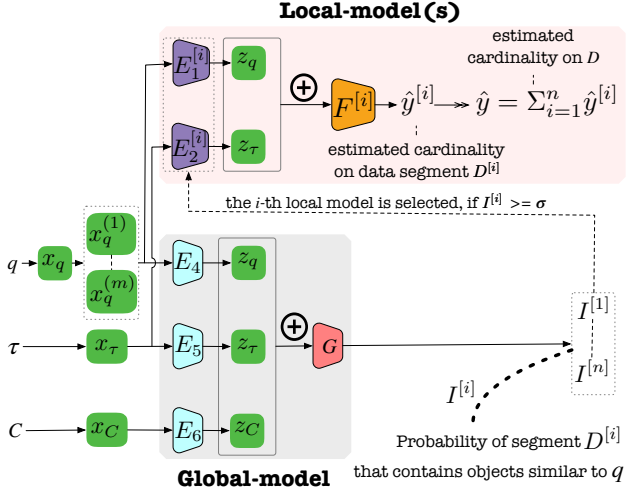 Local-model(s)
estimated
cardinality on D
E_1^{[i]} z_q
⊕ F^{[i]} ŷ^{[i]} ŷ = Σ_{i=1}^{n} ŷ^{[i]}
E_2^{[i]} z_τ
estimated cardinality
on data segment D^{[i]}
the i-th local model is selected, if I^{[i]} >= σ
x_q^{(1)}
q x_q E_4 z_q
x_q^{(m)}
I^{[1]}
⊕
τ x_τ E_5 z_τ G
I^{[n]}
I^{[i]}
C x_C E_6 z_C
Probability of segment D^{[i]}
that contains objects similar to q
Global-model